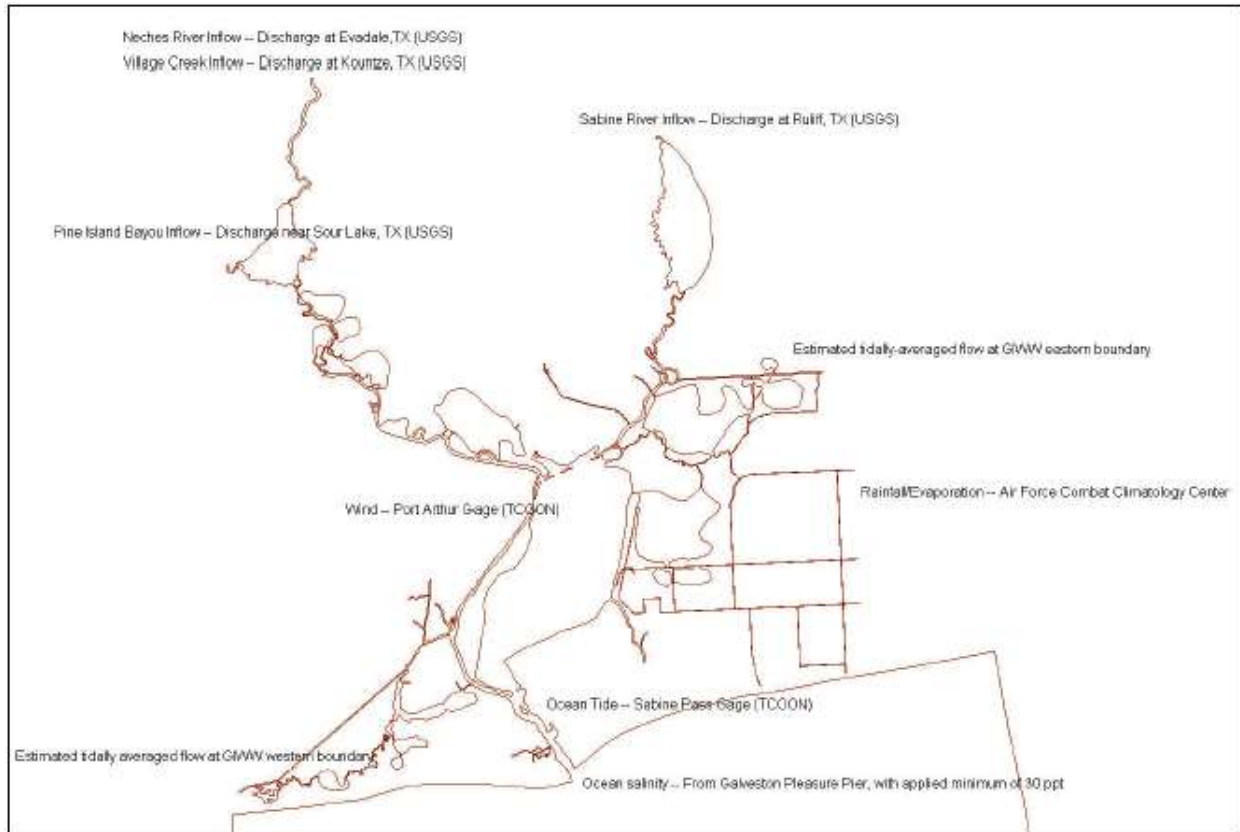 Neches River Inflow -- Discharge at Evadale,TX (USGS)
Village Creek Inflow -- Discharge at Kountze, TX (USGS)
Sabine River Inflow -- Discharge at Ruliff, TX (USGS)
Pine Island Bayou Inflow -- Discharge near Sour Lake, TX (USGS)
Estimated tidally-averaged flow at GIWW eastern boundary
Rainfall/Evaporation -- Air Force Combat Climatology Center
Wind -- Port Arthur Gage (TCOON)
Ocean Tide -- Sabine Pass Gage (TCOON)
Estimated tidally averaged flow at GIWW western boundary
Ocean salinity -- From Galveston Pleasure Pier, with applied minimum of 30 ppt